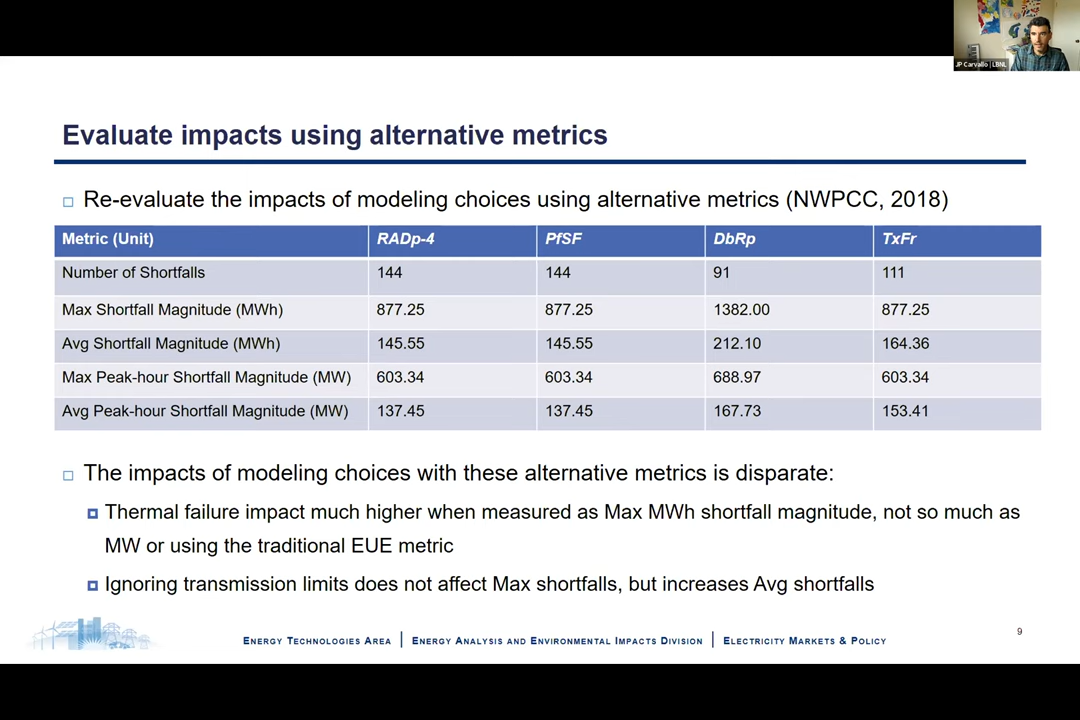 JP Carvallo | LBNL
Evaluate impacts using alternative metrics
Re-evaluate the impacts of modeling choices using alternative metrics (NWPCC, 2018)
Metric (Unit) RADp-4 PfSF DbRp TxFr
Number of Shortfalls 144 144 91 111
Max Shortfall Magnitude (MWh) 877.25 877.25 1382.00 877.25
Avg Shortfall Magnitude (MWh) 145.55 145.55 212.10 164.36
Max Peak-hour Shortfall Magnitude (MW) 603.34 603.34 688.97 603.34
Avg Peak-hour Shortfall Magnitude (MW) 137.45 137.45 167.73 153.41
The impacts of modeling choices with these alternative metrics is disparate:
Thermal failure impact much higher when measured as Max MWh shortfall magnitude, not so much as
MW or using the traditional EUE metric
Ignoring transmission limits does not affect Max shortfalls, but increases Avg shortfalls
ENERGY TECHNOLOGIES AREA | ENERGY ANALYSIS AND ENVIRONMENTAL IMPACTS DIVISION | ELECTRICITY MARKETS & POLICY
9